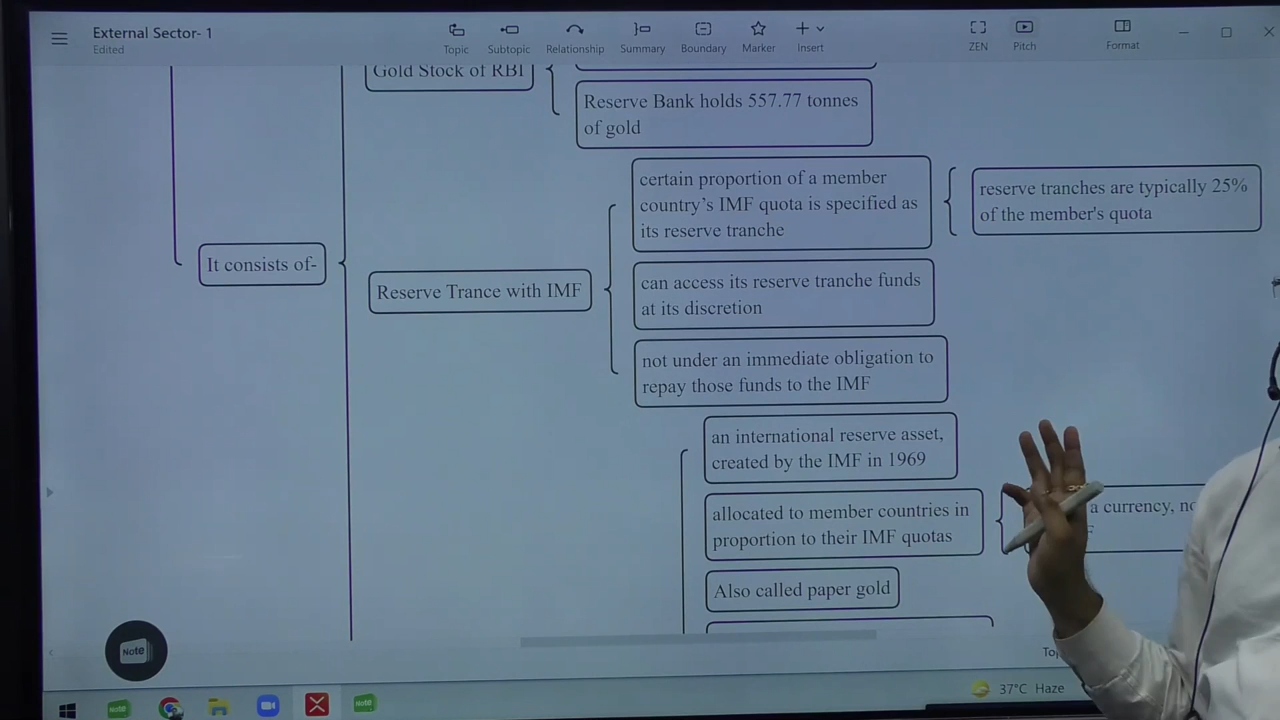 External Sector- 1
Edited
Topic
Subtopic
Relationship
Summary
Boundary
Marker
Insert
ZEN
Pitch
Format
Gold Stock of RBI
Reserve Bank holds 557.77 tonnes
of gold
certain proportion of a member
country's IMF quota is specified as
its reserve tranche
reserve tranches are typically 25%
of the member's quota
It consists of-
Reserve Trance with IMF
can access its reserve tranche funds
at its discretion
not under an immediate obligation to
repay those funds to the IMF
an international reserve asset,
created by the IMF in 1969
allocated to member countries in
proportion to their IMF quotas
a currency,
Also called paper gold
Note
37°C Haze
Note
Note